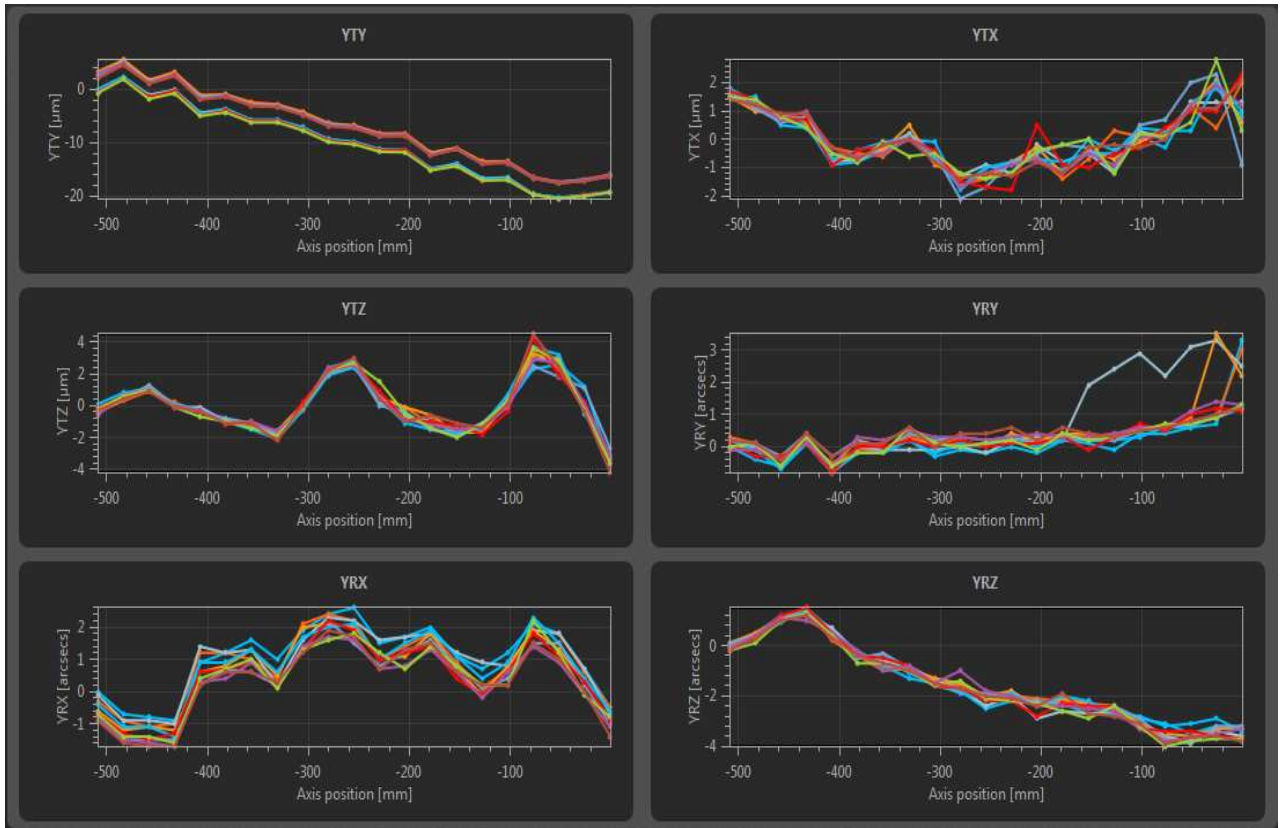 YTY
0
-10
-20
YTY [µm]
-500 -400 -300 -200 -100
Axis position [mm]
YTX
2
1
0
-1
-2
YTX [µm]
-500 -400 -300 -200 -100
Axis position [mm]
YTZ
4
2
0
-2
-4
YTZ [µm]
-500 -400 -300 -200 -100
Axis position [mm]
YRY
3
2
1
0
YRY [arcsecs]
-500 -400 -300 -200 -100
Axis position [mm]
YRX
2
1
0
-1
YRX [arcsecs]
-500 -400 -300 -200 -100
Axis position [mm]
YRZ
0
-2
-4
YRZ [arcsecs]
-500 -400 -300 -200 -100
Axis position [mm]